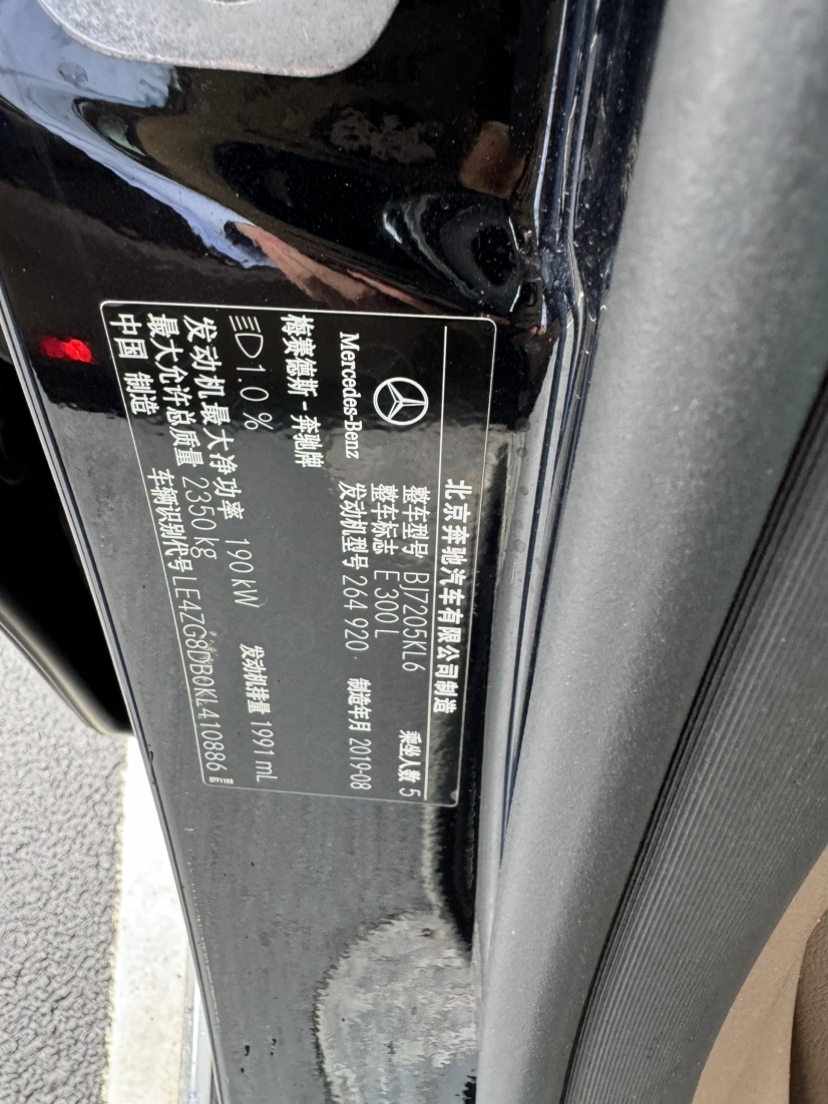 北京奔驰汽车有限公司制造
Mercedes-Benz
整车型号 BJ7205KL6 乘坐人数 5
整车标志 E 300 L
发动机型号 264 920 制造年月 2019-08
梅赛德斯-奔驰牌
1.0 %
发动机最大净功率 190 kW 发动机排量 1991 mL
最大允许总质量 2350 kg
中国 制造 车辆识别代号 LE4ZG8DB0KL410886